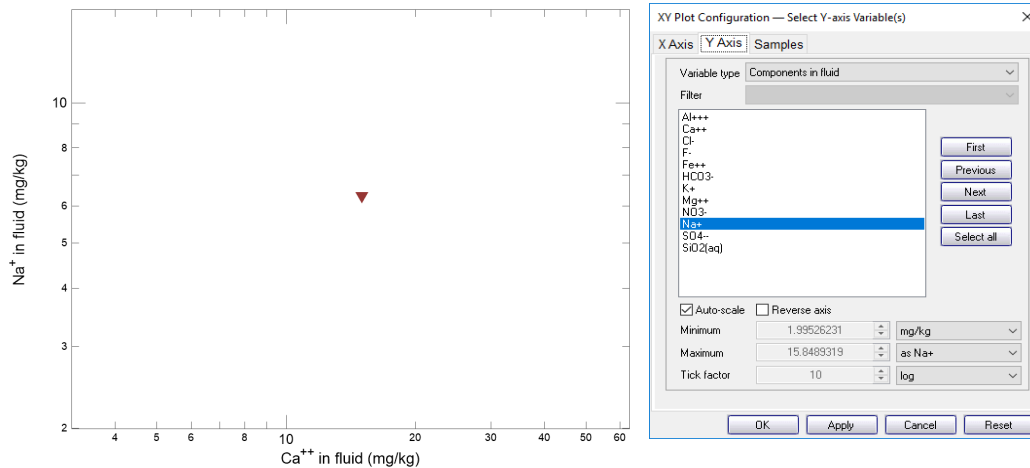 10
8
6
5
4
3
2
Na+ in fluid (mg/kg)
4 6 8 10 20 30 40 60
Ca++ in fluid (mg/kg)
XY Plot Configuration — Select Y-axis Variable(s)
X Axis Y Axis Samples
Variable type Components in fluid
Filter
Al+++
Ca++
Cl-
F-
Fe++
HCO3-
K+
Mg++
NO3-
Na+
SO4--
SiO2(aq)
First
Previous
Next
Last
Select all
Auto-scale Reverse axis
Minimum 1.99526231 mg/kg
Maximum 15.8489319 as Na+
Tick factor 10 log
OK Apply Cancel Reset